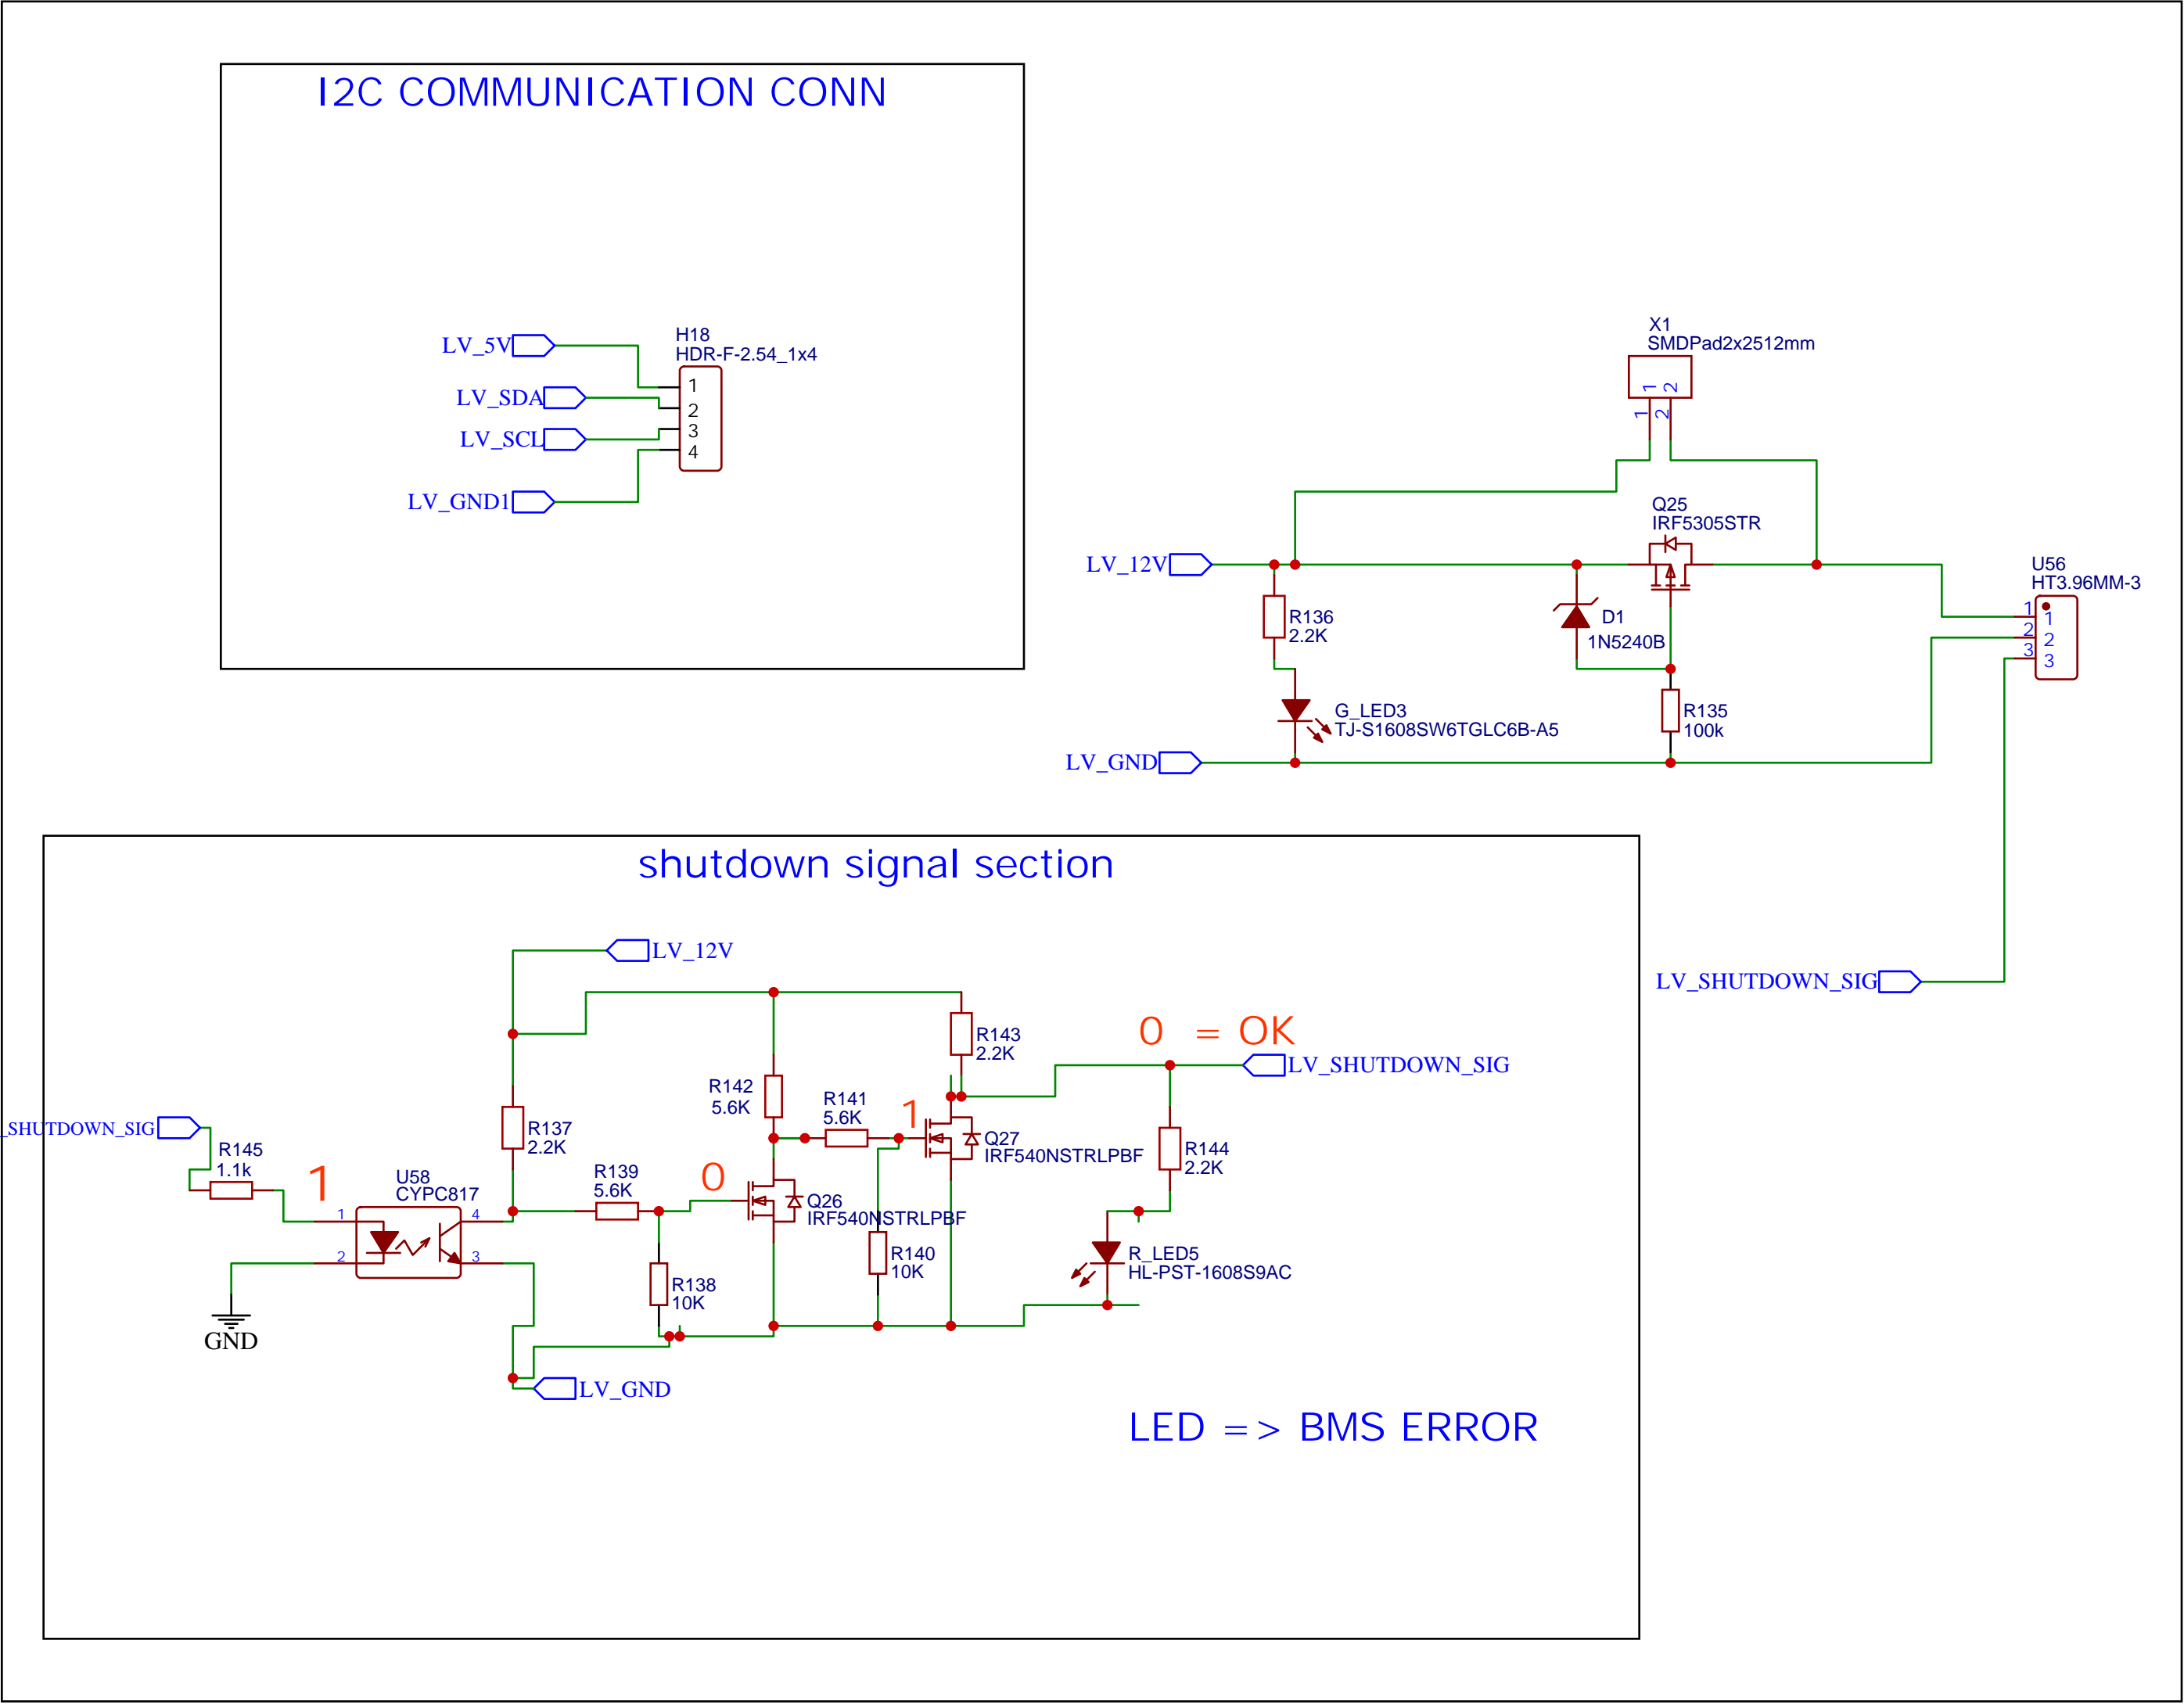 I2C COMMUNICATION CONN
LV_5V
LV_SDA
LV_SCL
LV_GND1
H18
HDR-F-2.54_1x4
1
2
3
4
X1
SMDPad2x2512mm
1
2
1
2
Q25
IRF5305STR
LV_12V
R136
2.2K
D1
1N5240B
U56
HT3.96MM-3
1
2
3
1
2
3
G_LED3
TJ-S1608SW6TGLC6B-A5
R135
100k
LV_GND
LV_SHUTDOWN_SIG
shutdown signal section
LV_12V
R143
2.2K
0 = OK
LV_SHUTDOWN_SIG
R142
5.6K
R141
5.6K
1
Q27
IRF540NSTRLPBF
R144
2.2K
_SHUTDOWN_SIG
R145
1.1k
1
R137
2.2K
U58
CYPC817
1
2
4
3
R139
5.6K
0
Q26
IRF540NSTRLPBF
R138
10K
R140
10K
R_LED5
HL-PST-1608S9AC
GND
LV_GND
LED => BMS ERROR